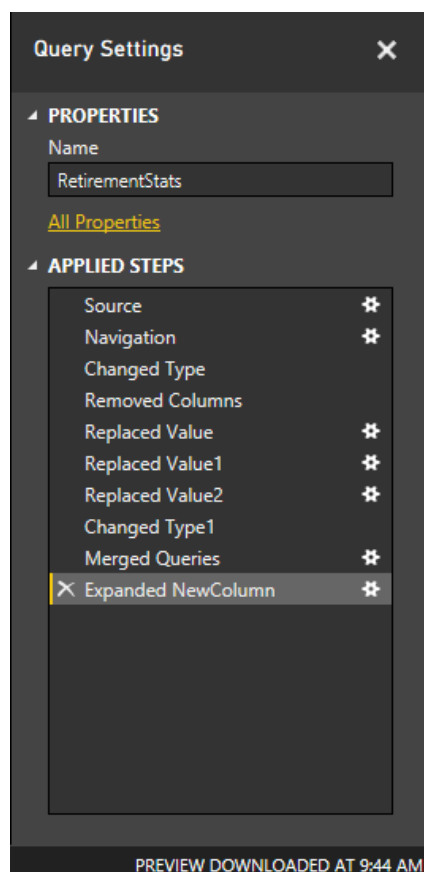 Query Settings
PROPERTIES
Name
RetirementStats
All Properties
APPLIED STEPS
Source
Navigation
Changed Type
Removed Columns
Replaced Value
Replaced Value1
Replaced Value2
Changed Type1
Merged Queries
Expanded NewColumn
PREVIEW DOWNLOADED AT 9:44 AM